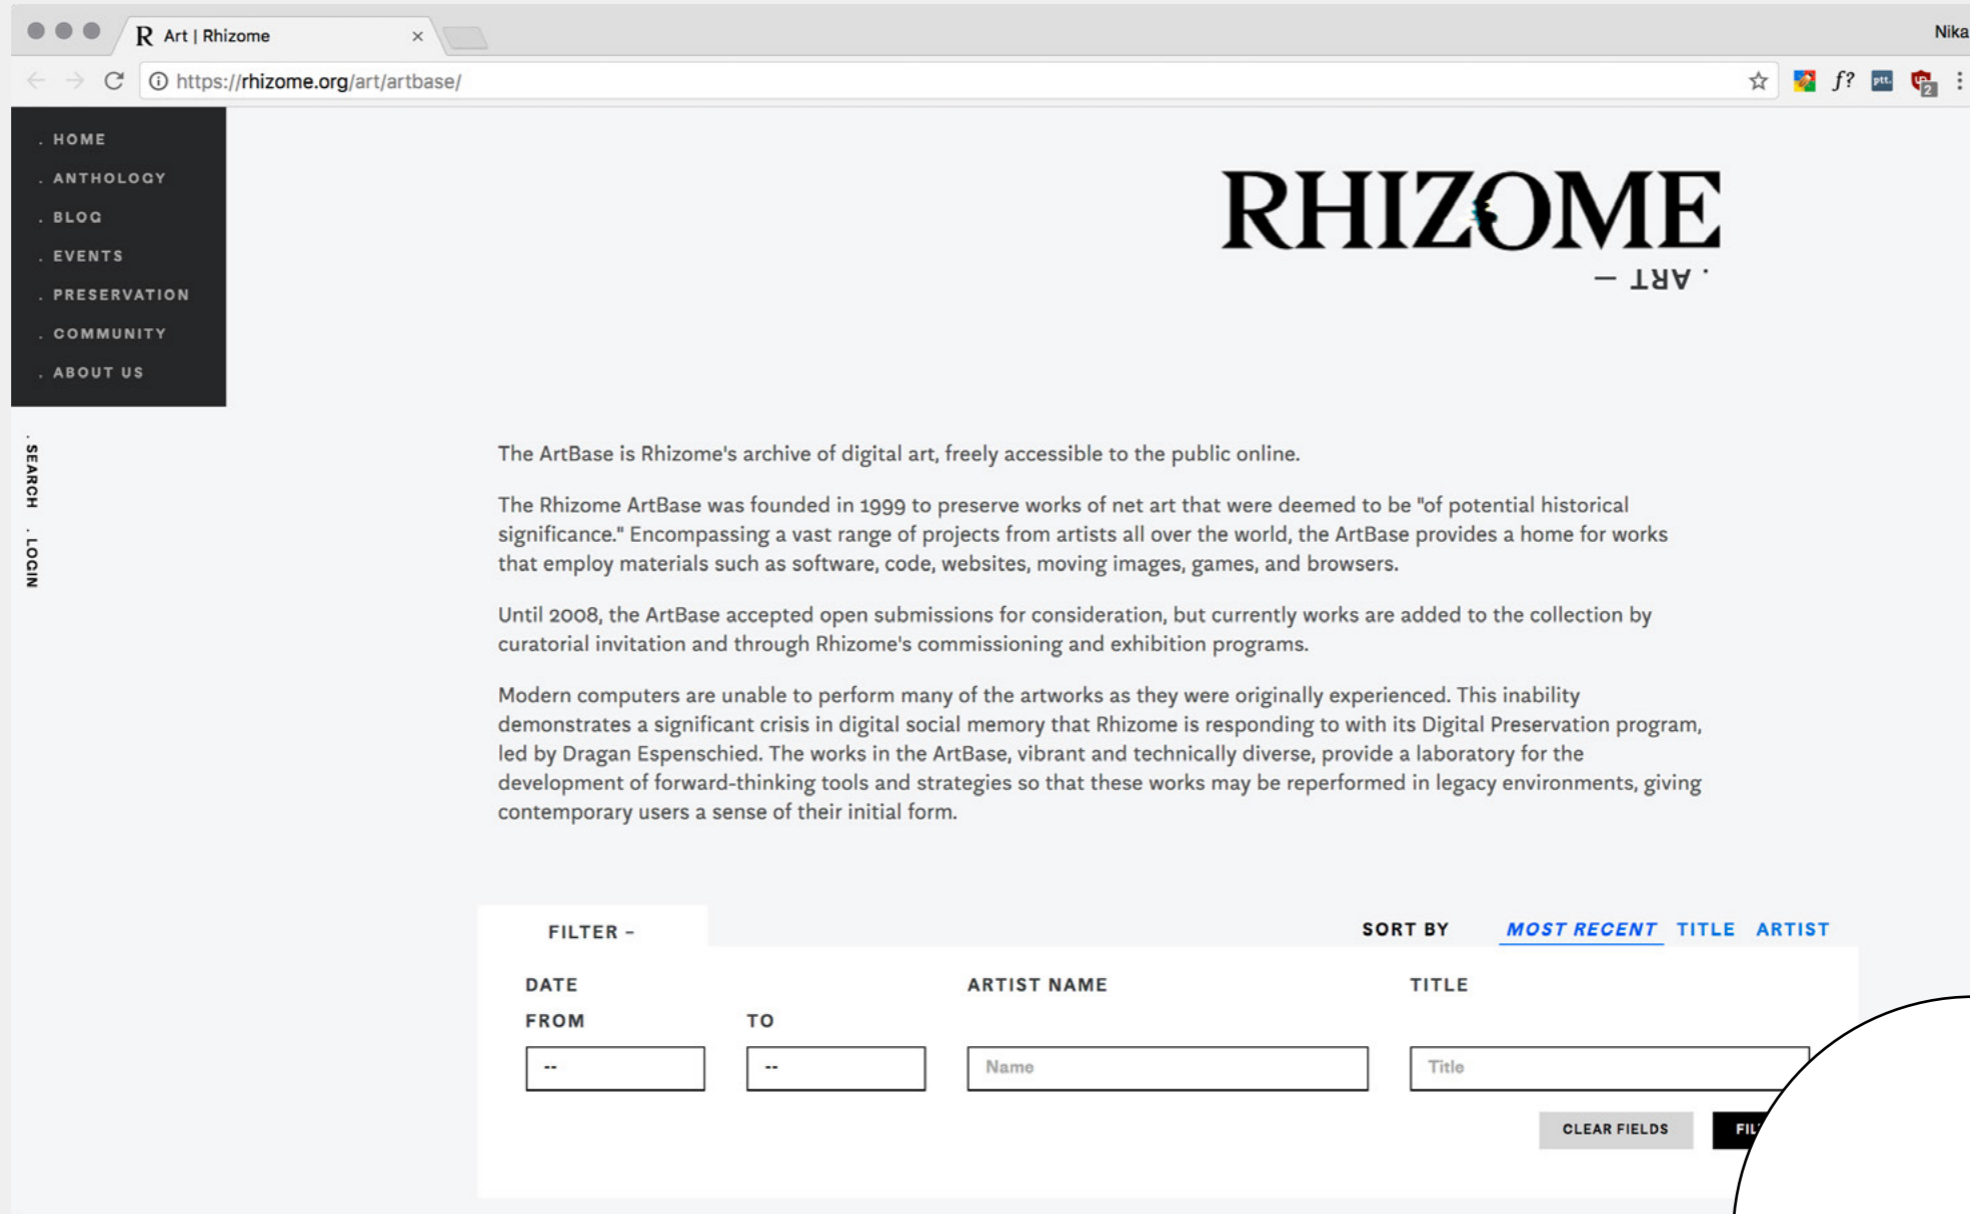 R Art | Rhizome ×
Nika
https://rhizome.org/art/artbase/
f? ptt. 2
. HOME
. ANTHOLOGY
. BLOG
. EVENTS
. PRESERVATION
. COMMUNITY
. ABOUT US
. SEARCH . LOGIN
RHIZOME
. ART —
The ArtBase is Rhizome's archive of digital art, freely accessible to the public online.
The Rhizome ArtBase was founded in 1999 to preserve works of net art that were deemed to be "of potential historical
significance." Encompassing a vast range of projects from artists all over the world, the ArtBase provides a home for works
that employ materials such as software, code, websites, moving images, games, and browsers.
Until 2008, the ArtBase accepted open submissions for consideration, but currently works are added to the collection by
curatorial invitation and through Rhizome's commissioning and exhibition programs.
Modern computers are unable to perform many of the artworks as they were originally experienced. This inability
demonstrates a significant crisis in digital social memory that Rhizome is responding to with its Digital Preservation program,
led by Dragan Espenschied. The works in the ArtBase, vibrant and technically diverse, provide a laboratory for the
development of forward-thinking tools and strategies so that these works may be reperformed in legacy environments, giving
contemporary users a sense of their initial form.
FILTER –
SORT BY MOST RECENT TITLE ARTIST
DATE ARTIST NAME TITLE
FROM TO
-- -- Name Title
CLEAR FIELDS